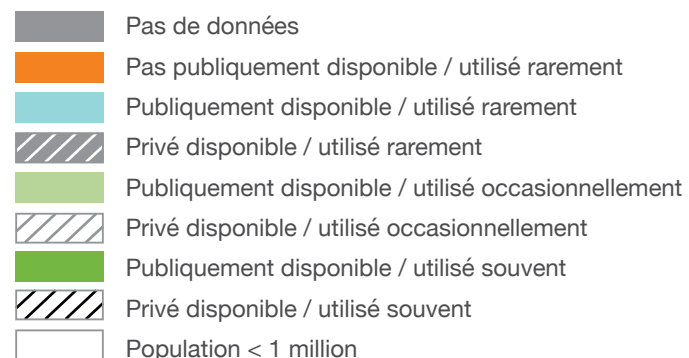 Pas de données
Pas publiquement disponible / utilisé rarement
Publiquement disponible / utilisé rarement
Privé disponible / utilisé rarement
Publiquement disponible / utilisé occasionnellement
Privé disponible / utilisé occasionnellement
Publiquement disponible / utilisé souvent
Privé disponible / utilisé souvent
Population < 1 million